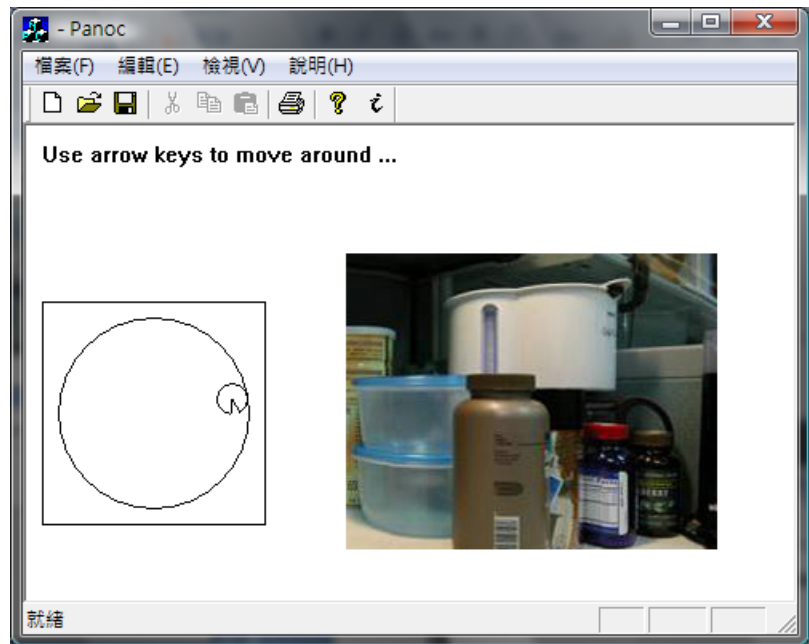 - Panoc
檔案(F) 編輯(E) 檢視(V) 說明(H)
Use arrow keys to move around ...
就緒